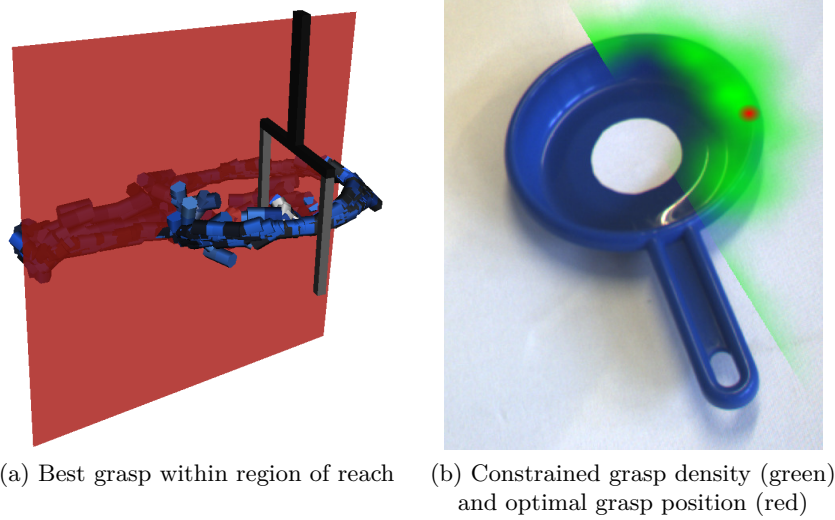 (a) Best grasp within region of reach
(b) Constrained grasp density (green)
and optimal grasp position (red)